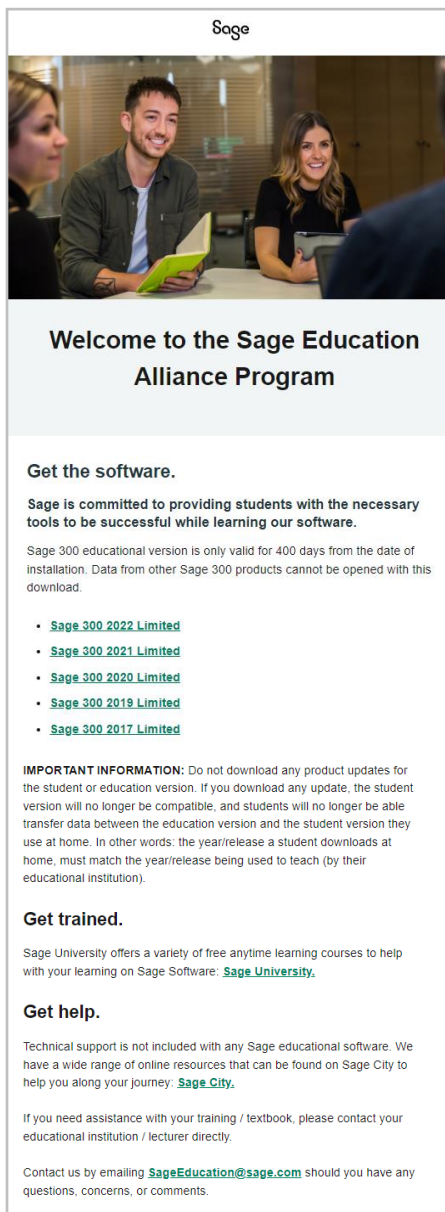 Sage
Welcome to the Sage Education
Alliance Program
Get the software.
Sage is committed to providing students with the necessary
tools to be successful while learning our software.
Sage 300 educational version is only valid for 400 days from the date of
installation. Data from other Sage 300 products cannot be opened with this
download.
• Sage 300 2022 Limited
• Sage 300 2021 Limited
• Sage 300 2020 Limited
• Sage 300 2019 Limited
• Sage 300 2017 Limited
IMPORTANT INFORMATION: Do not download any product updates for
the student or education version. If you download any update, the student
version will no longer be compatible, and students will no longer be able
transfer data between the education version and the student version they
use at home. In other words: the year/release a student downloads at
home, must match the year/release being used to teach (by their
educational institution).
Get trained.
Sage University offers a variety of free anytime learning courses to help
with your learning on Sage Software: Sage University.
Get help.
Technical support is not included with any Sage educational software. We
have a wide range of online resources that can be found on Sage City to
help you along your journey: Sage City.
If you need assistance with your training / textbook, please contact your
educational institution / lecturer directly.
Contact us by emailing SageEducation@sage.com should you have any
questions, concerns, or comments.